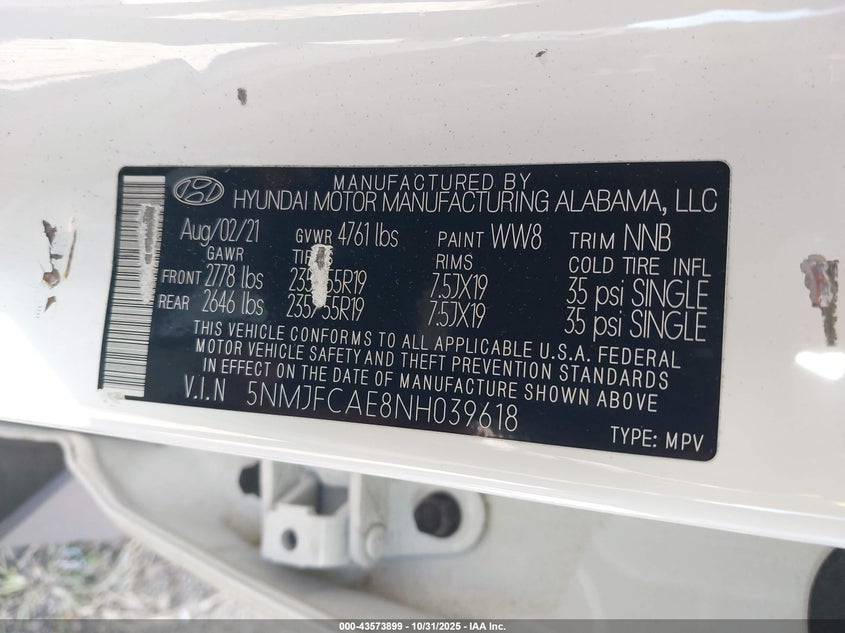 MANUFACTURED BY
HYUNDAI MOTOR MANUFACTURING ALABAMA, LLC
Aug/02/21 GVWR 4761 lbs PAINT WW8 TRIM NNB
GAWR RIMS COLD TIRE INFL
FRONT 2778 lbs 7.5JX19 35 psi SINGLE
REAR 2646 lbs 7.5JX19 35 psi SINGLE
THIS VEHICLE CONFORMS TO ALL APPLICABLE U.S.A. FEDERAL
MOTOR VEHICLE SAFETY AND THEFT PREVENTION STANDARDS
IN EFFECT ON THE DATE OF MANUFACTURE SHOWN ABOVE
V.I.N 5NMJFCAE8NH039618
TYPE: MPV
000-43573899 - 10/31/2025 - IAA Inc.